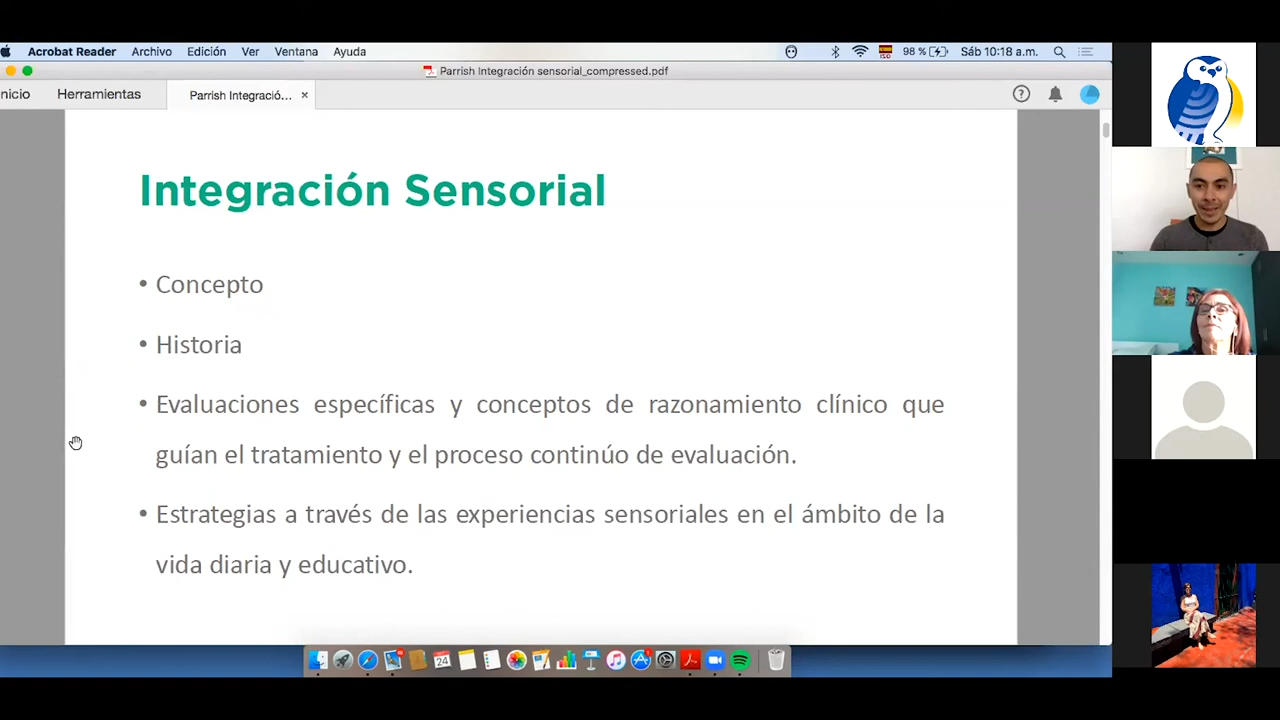 Acrobat Reader Archivo Edición Ver Ventana Ayuda
ISO 98 % Sáb 10:18 a.m.
Parrish Integración sensorial_compressed.pdf
nicio Herramientas Parrish Integració... ×
Integración Sensorial
• Concepto
• Historia
• Evaluaciones específicas y conceptos de razonamiento clínico que
guían el tratamiento y el proceso continúo de evaluación.
• Estrategias a través de las experiencias sensoriales en el ámbito de la
vida diaria y educativo.
24